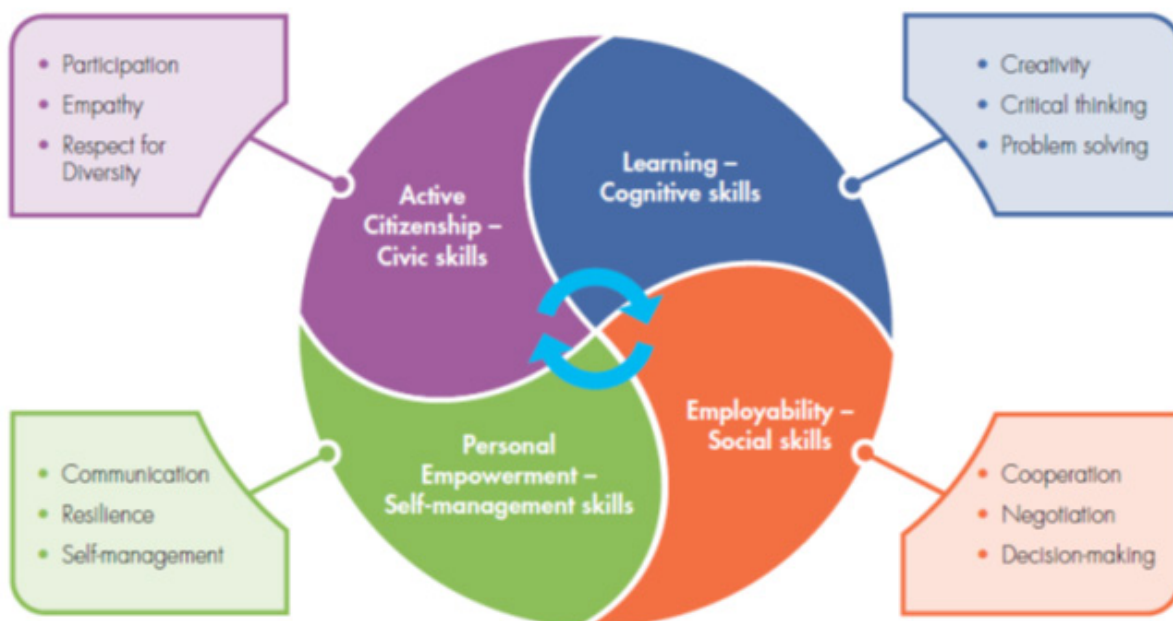 Participation
Empathy
Respect for
Diversity
Creativity
Critical thinking
Problem solving
Active
Citizenship –
Civic skills
Learning –
Cognitive skills
Personal
Empowerment –
Self-management skills
Employability –
Social skills
Communication
Resilience
Self-management
Cooperation
Negotiation
Decision-making